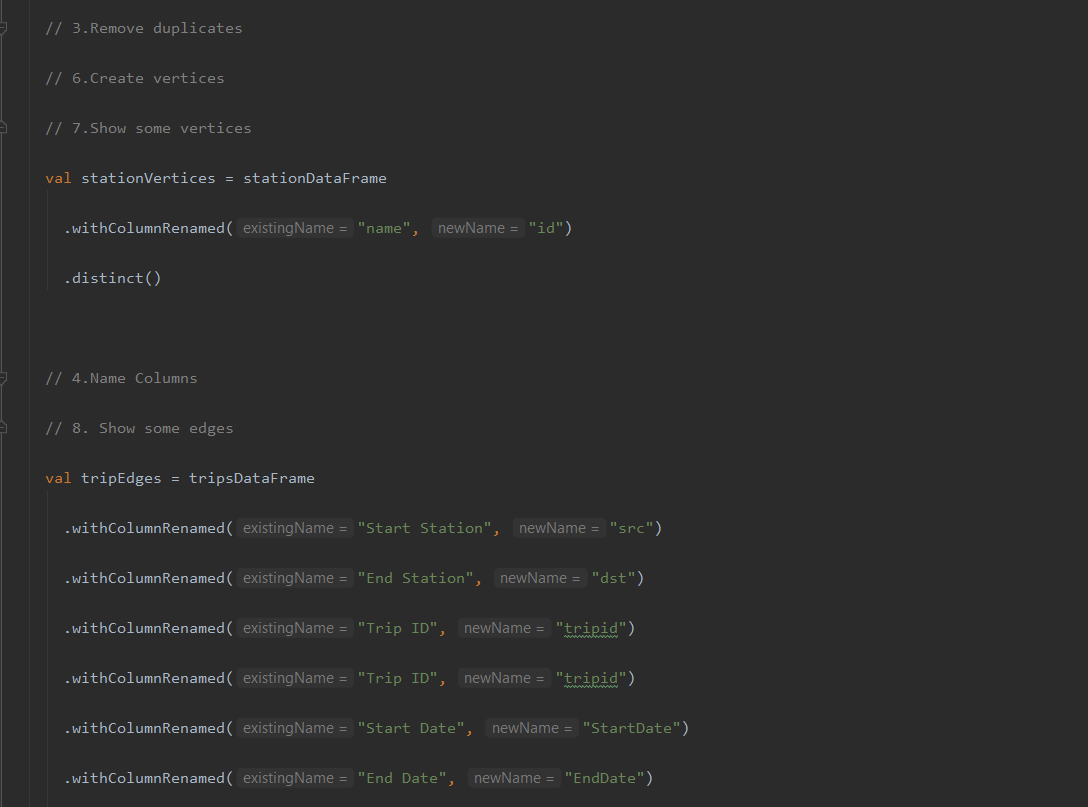 // 3.Remove duplicates
// 6.Create vertices
// 7.Show some vertices
val stationVertices = stationDataFrame
.withColumnRenamed( existingName = "name", newName = "id")
.distinct()
// 4.Name Columns
// 8. Show some edges
val tripEdges = tripsDataFrame
.withColumnRenamed( existingName = "Start Station", newName = "src")
.withColumnRenamed( existingName = "End Station", newName = "dst")
.withColumnRenamed( existingName = "Trip ID", newName = "tripid")
.withColumnRenamed( existingName = "Trip ID", newName = "tripid")
.withColumnRenamed( existingName = "Start Date", newName = "StartDate")
.withColumnRenamed( existingName = "End Date", newName = "EndDate")